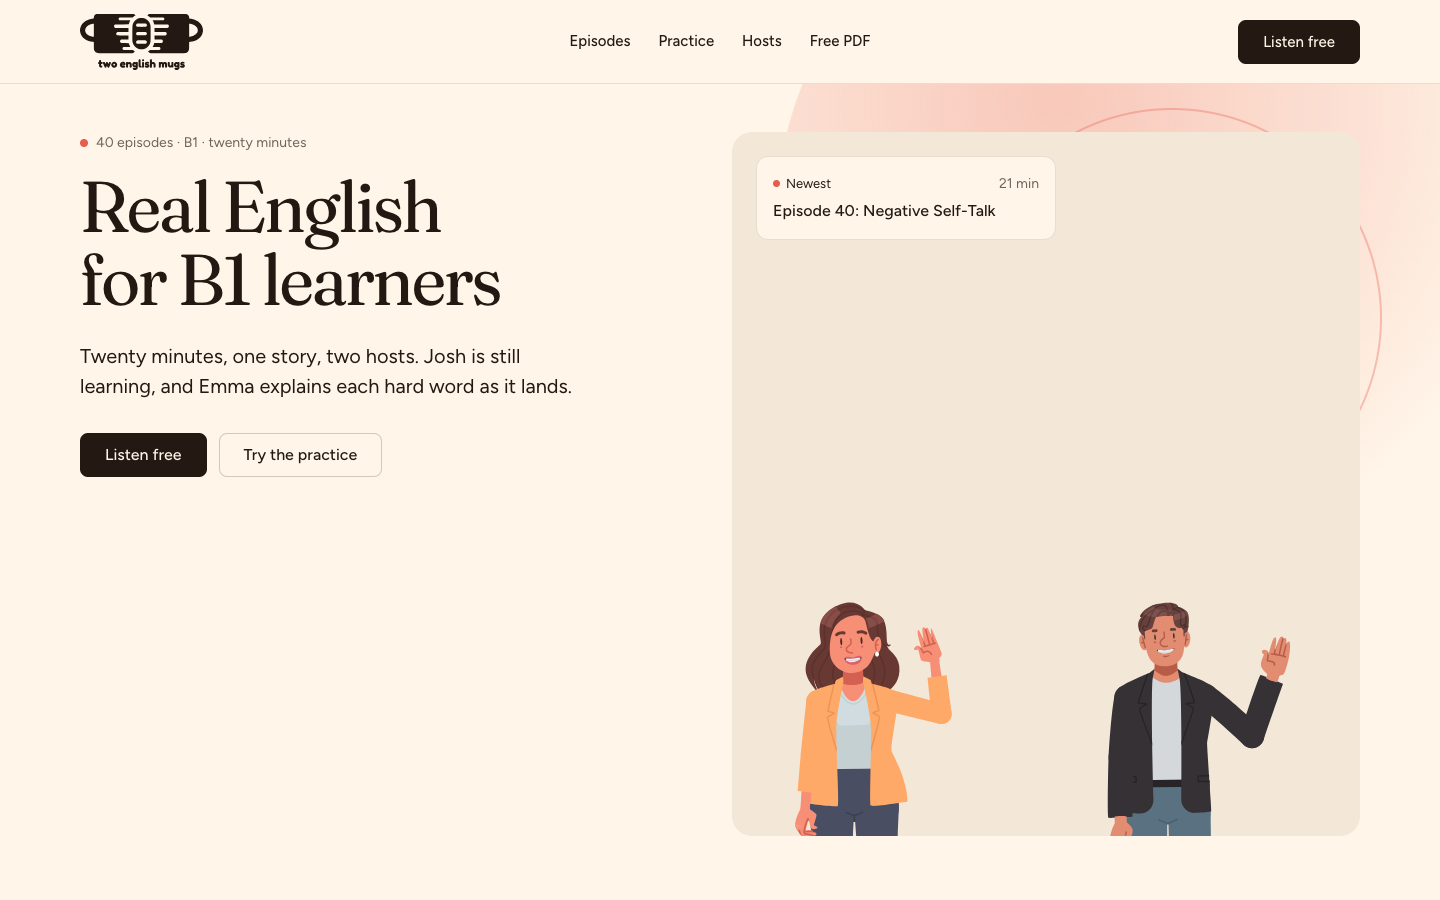 two english mugs
Episodes
Practice
Hosts
Free PDF
Listen free
40 episodes · B1 · twenty minutes
Real English
for B1 learners
Twenty minutes, one story, two hosts. Josh is still
learning, and Emma explains each hard word as it lands.
Listen free
Try the practice
Newest
21 min
Episode 40: Negative Self-Talk